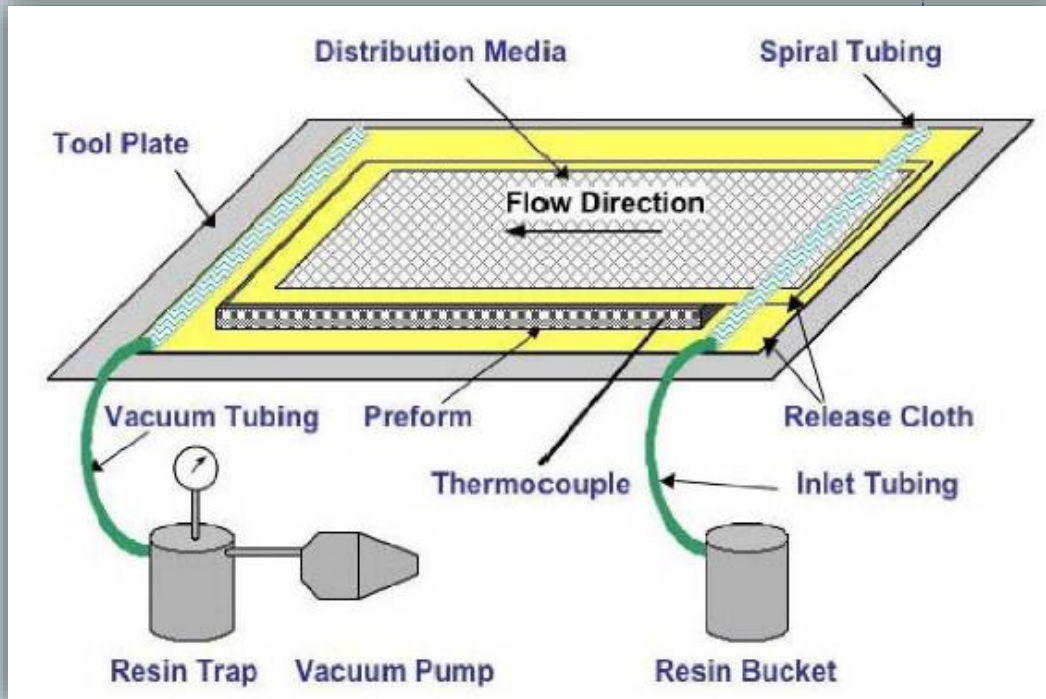 Distribution Media
Spiral Tubing
Tool Plate
Flow Direction
Vacuum Tubing
Preform
Release Cloth
Thermocouple
Inlet Tubing
Resin Trap
Vacuum Pump
Resin Bucket